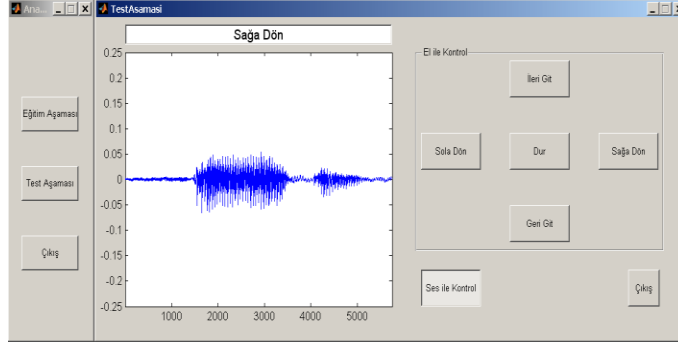 Ana...
TestAsamasi
Eğitim Aşaması
Test Aşaması
Çıkış
Sağa Dön
0.25
0.2
0.15
0.1
0.05
0
-0.05
-0.1
-0.15
-0.2
-0.25
1000 2000 3000 4000 5000
El ile Kontrol
İleri Git
Sola Dön Dur Sağa Dön
Geri Git
Ses ile Kontrol
Çıkış